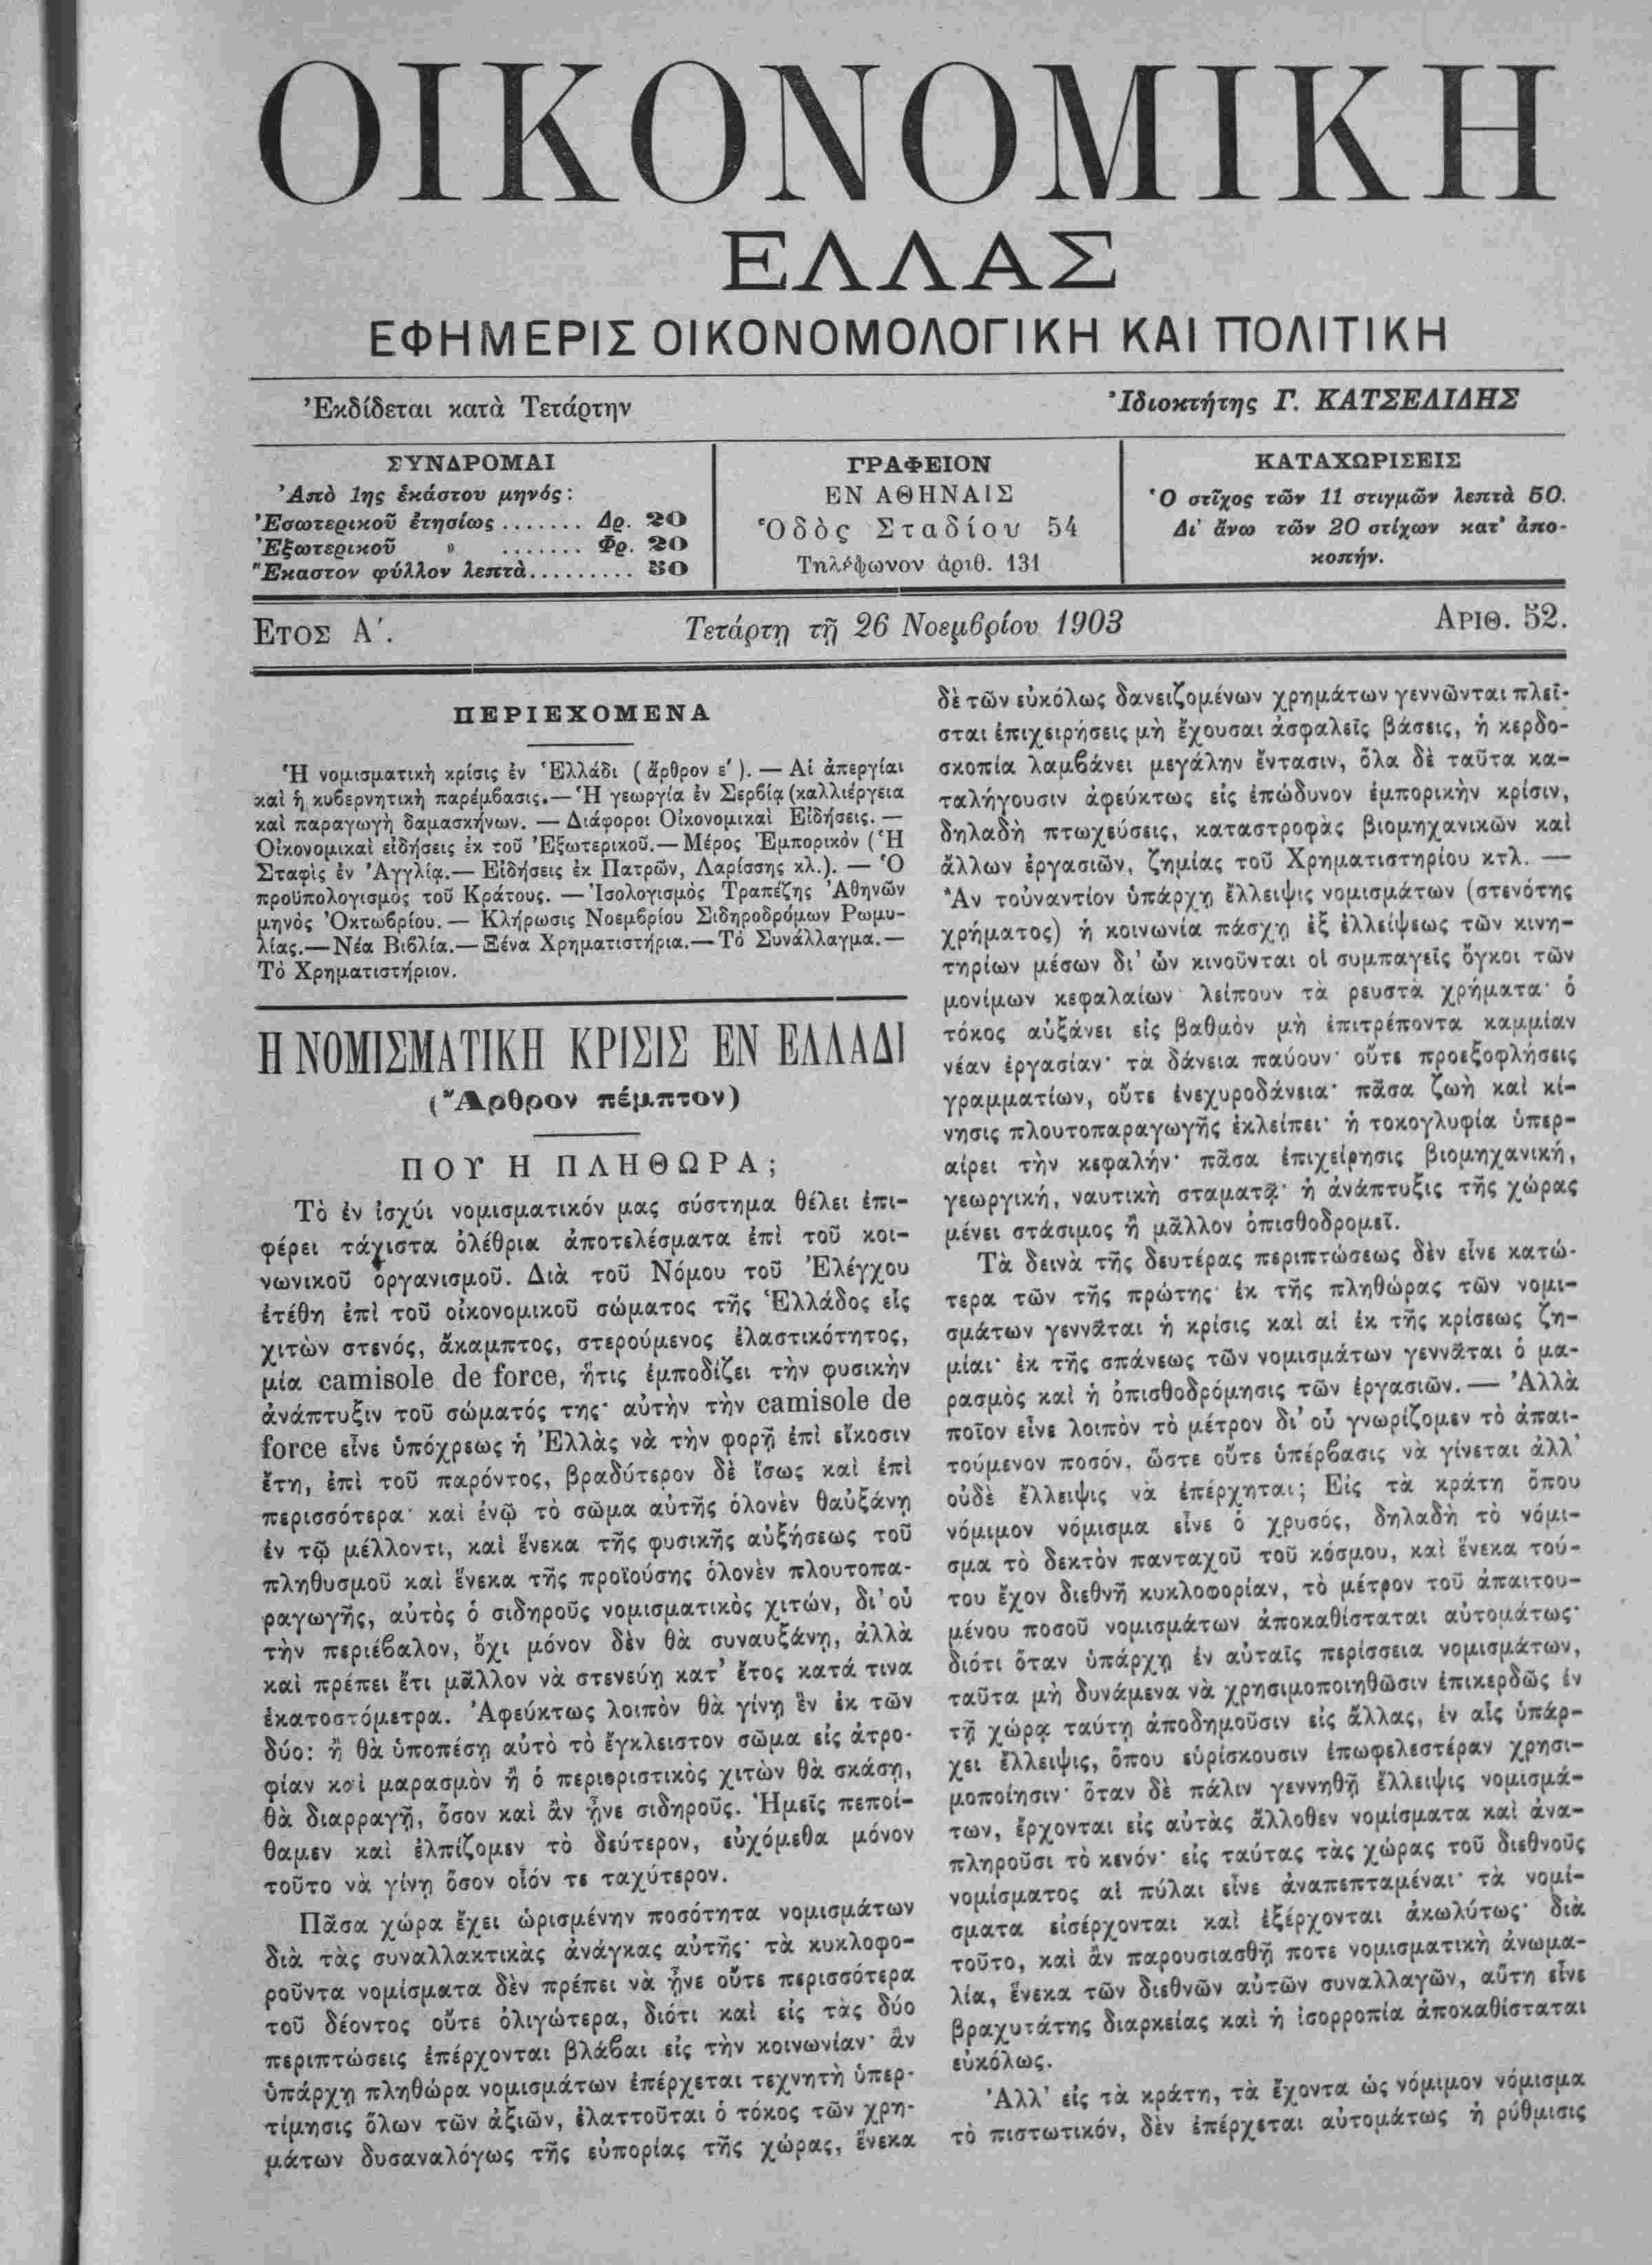 ΟΙΚΟΝΟΜΙΚΗ
ΕΛΛΑΣ
ΕΦΗΜΕΡΙΣ ΟΙΚΟΝΟΜΟΛΟΓΙΚΗ ΚΑΙ ΠΟΛΙΤΙΚΗ
Ἐκδίδεται κατὰ Τετάρτην
Ἰδιοκτήτης Γ. ΚΑΤΣΕΛΙΔΗΣ
ΣΥΝΔΡΟΜΑΙ
Ἀπὸ 1ης ἑκάστου μηνός:
Ἐσωτερικοῦ ἐτησίως ....... Δρ. 20
Ἐξωτερικοῦ » ....... Φρ. 20
Ἕκαστον φύλλον λεπτὰ......... 50
ΓΡΑΦΕΙΟΝ
ΕΝ ΑΘΗΝΑΙΣ
Ὁδὸς Σταδίου 54
Τηλέφωνον ἀριθ. 131
ΚΑΤΑΧΩΡΙΣΕΙΣ
Ὁ στῖχος τῶν 11 στιγμῶν λεπτὰ 50.
Δι' ἄνω τῶν 20 στίχων κατ' ἀπο-
κοπήν.
ΕΤΟΣ Α'.
Τετάρτῃ τῇ 26 Νοεμβρίου 1903
ΑΡΙΘ. 52.
ΠΕΡΙΕΧΟΜΕΝΑ
Ἡ νομισματικὴ κρίσις ἐν Ἑλλάδι (ἄρθρον ε'). — Αἱ ἀπεργίαι
καὶ ἡ κυβερνητικὴ παρέμβασις.— Ἡ γεωργία ἐν Σερβίᾳ (καλλιέργεια
καὶ παραγωγὴ δαμασκήνων. — Διάφοροι Οἰκονομικαὶ Εἰδήσεις. —
Οἰκονομικαὶ εἰδήσεις ἐκ τοῦ Ἐξωτερικοῦ.— Μέρος Ἐμπορικόν (Ἡ
Σταφὶς ἐν Ἀγγλίᾳ.— Εἰδήσεις ἐκ Πατρῶν, Λαρίσσης κλ.). — Ὁ
προϋπολογισμὸς τοῦ Κράτους. — Ἰσολογισμὸς Τραπέζης Ἀθηνῶν
μηνὸς Ὀκτωβρίου. — Κλήρωσις Νοεμβρίου Σιδηροδρόμων Ρωμυ-
λίας.—Νέα Βιβλία.— Ξένα Χρηματιστήρια.—Τὸ Συνάλλαγμα.—
Τὸ Χρηματιστήριον.
Η ΝΟΜΙΣΜΑΤΙΚΗ ΚΡΙΣΙΣ ΕΝ ΕΛΛΑΔΙ
(Ἄρθρον πέμπτον)
ΠΟΥ Η ΠΛΗΘΩΡΑ;
Τὸ ἐν ἰσχύι νομισματικόν μας σύστημα θέλει ἐπι-
φέρει τάχιστα ὀλέθρια ἀποτελέσματα ἐπὶ τοῦ κοι-
νωνικοῦ ὀργανισμοῦ. Διὰ τοῦ Νόμου τοῦ Ἐλέγχου
ἐτέθη ἐπὶ τοῦ οἰκονομικοῦ σώματος τῆς Ἑλλάδος εἷς
χιτὼν στενός, ἄκαμπτος, στερούμενος ἐλαστικότητος,
μία camisole de force, ἥτις ἐμποδίζει τὴν φυσικὴν
ἀνάπτυξιν τοῦ σώματός της· αὐτὴν τὴν camisole de
force εἶνε ὑπόχρεως ἡ Ἑλλὰς νὰ τὴν φορῇ ἐπὶ εἴκοσιν
ἔτη, ἐπὶ τοῦ παρόντος, βραδύτερον δὲ ἴσως καὶ ἐπὶ
περισσότερα· καὶ ἐνῷ τὸ σῶμα αὐτῆς ὁλονὲν θαὐξάνῃ
ἐν τῷ μέλλοντι, καὶ ἕνεκα τῆς φυσικῆς αὐξήσεως τοῦ
πληθυσμοῦ καὶ ἕνεκα τῆς προϊούσης ὁλονὲν πλουτοπα-
ραγωγῆς, αὐτὸς ὁ σιδηροῦς νομισματικὸς χιτών, δι' οὗ
τὴν περιέβαλον, ὄχι μόνον δὲν θὰ συναυξάνῃ, ἀλλὰ
καὶ πρέπει ἔτι μᾶλλον νὰ στενεύῃ κατ' ἔτος κατά τινα
ἑκατοστόμετρα. Ἀφεύκτως λοιπὸν θὰ γίνῃ ἓν ἐκ τῶν
δύο: ἢ θὰ ὑποπέσῃ αὐτὸ τὸ ἔγκλειστον σῶμα εἰς ἀτρο-
φίαν καὶ μαρασμὸν ἢ ὁ περιοριστικὸς χιτὼν θὰ σκάσῃ,
θὰ διαρραγῇ, ὅσον καὶ ἂν ἦνε σιδηροῦς. Ἡμεῖς πεποί-
θαμεν καὶ ἐλπίζομεν τὸ δεύτερον, εὐχόμεθα μόνον
τοῦτο νὰ γίνῃ ὅσον οἷόν τε ταχύτερον.
Πᾶσα χώρα ἔχει ὡρισμένην ποσότητα νομισμάτων
διὰ τὰς συναλλακτικὰς ἀνάγκας αὐτῆς· τὰ κυκλοφο-
ροῦντα νομίσματα δὲν πρέπει νὰ ἦνε οὔτε περισσότερα
τοῦ δέοντος οὔτε ὀλιγώτερα, διότι καὶ εἰς τὰς δύο
περιπτώσεις ἐπέρχονται βλάβαι εἰς τὴν κοινωνίαν· ἂν
ὑπάρχῃ πληθώρα νομισμάτων ἐπέρχεται τεχνητὴ ὑπερ-
τίμησις ὅλων τῶν ἀξιῶν, ἐλαττοῦται ὁ τόκος τῶν χρη-
μάτων δυσαναλόγως τῆς εὐπορίας τῆς χώρας, ἕνεκα
δὲ τῶν εὐκόλως δανειζομένων χρημάτων γεννῶνται πλεῖ-
σται ἐπιχειρήσεις μὴ ἔχουσαι ἀσφαλεῖς βάσεις, ἡ κερδο-
σκοπία λαμβάνει μεγάλην ἔντασιν, ὅλα δὲ ταῦτα κα-
ταλήγουσιν ἀφεύκτως εἰς ἐπώδυνον ἐμπορικὴν κρίσιν,
δηλαδὴ πτωχεύσεις, καταστροφὰς βιομηχανικῶν καὶ
ἄλλων ἐργασιῶν, ζημίας τοῦ Χρηματιστηρίου κτλ. —
Ἂν τοὐναντίον ὑπάρχῃ ἔλλειψις νομισμάτων (στενότης
χρήματος) ἡ κοινωνία πάσχῃ ἐξ ἐλλείψεως τῶν κινη-
τηρίων μέσων δι' ὧν κινοῦνται οἱ συμπαγεῖς ὄγκοι τῶν
μονίμων κεφαλαίων· λείπουν τὰ ρευστὰ χρήματα· ὁ
τόκος αὐξάνει εἰς βαθμὸν μὴ ἐπιτρέποντα καμμίαν
νέαν ἐργασίαν· τὰ δάνεια παύουν· οὔτε προεξοφλήσεις
γραμματίων, οὔτε ἐνεχυροδάνεια· πᾶσα ζωὴ καὶ κί-
νησις πλουτοπαραγωγῆς ἐκλείπει· ἡ τοκογλυφία ὑπερ-
αίρει τὴν κεφαλήν· πᾶσα ἐπιχείρησις βιομηχανική,
γεωργική, ναυτικὴ σταματᾷ· ἡ ἀνάπτυξις τῆς χώρας
μένει στάσιμος ἢ μᾶλλον ὀπισθοδρομεῖ.
Τὰ δεινὰ τῆς δευτέρας περιπτώσεως δὲν εἶνε κατώ-
τερα τῶν τῆς πρώτης· ἐκ τῆς πληθώρας τῶν νομι-
σμάτων γεννᾶται ἡ κρίσις καὶ αἱ ἐκ τῆς κρίσεως ζη-
μίαι· ἐκ τῆς σπάνεως τῶν νομισμάτων γεννᾶται ὁ μα-
ρασμὸς καὶ ἡ ὀπισθοδρόμησις τῶν ἐργασιῶν. — Ἀλλὰ
ποῖον εἶνε λοιπὸν τὸ μέτρον δι' οὗ γνωρίζομεν τὸ ἀπαι-
τούμενον ποσόν, ὥστε οὔτε ὑπέρβασις νὰ γίνεται ἀλλ'
οὐδὲ ἔλλειψις νὰ ἐπέρχηται; Εἰς τὰ κράτη ὅπου
νόμιμον νόμισμα εἶνε ὁ χρυσός, δηλαδὴ τὸ νόμι-
σμα τὸ δεκτὸν πανταχοῦ τοῦ κόσμου, καὶ ἕνεκα τού-
του ἔχον διεθνῆ κυκλοφορίαν, τὸ μέτρον τοῦ ἀπαιτου-
μένου ποσοῦ νομισμάτων ἀποκαθίσταται αὐτομάτως·
διότι ὅταν ὑπάρχῃ ἐν αὐταῖς περίσσεια νομισμάτων,
ταῦτα μὴ δυνάμενα νὰ χρησιμοποιηθῶσιν ἐπικερδῶς ἐν
τῇ χώρᾳ ταύτῃ ἀποδημοῦσιν εἰς ἄλλας, ἐν αἷς ὑπάρ-
χει ἔλλειψις, ὅπου εὑρίσκουσιν ἐπωφελεστέραν χρησι-
μοποίησιν· ὅταν δὲ πάλιν γεννηθῇ ἔλλειψις νομισμά-
των, ἔρχονται εἰς αὐτὰς ἄλλοθεν νομίσματα καὶ ἀνα-
πληροῦσι τὸ κενόν· εἰς ταύτας τὰς χώρας τοῦ διεθνοῦς
νομίσματος αἱ πύλαι εἶνε ἀναπεπταμέναι· τὰ νομί-
σματα εἰσέρχονται καὶ ἐξέρχονται ἀκωλύτως· διὰ
τοῦτο, καὶ ἂν παρουσιασθῇ ποτε νομισματικὴ ἀνωμα-
λία, ἕνεκα τῶν διεθνῶν αὐτῶν συναλλαγῶν, αὕτη εἶνε
βραχυτάτης διαρκείας καὶ ἡ ἰσορροπία ἀποκαθίσταται
εὐκόλως.
Ἀλλ' εἰς τὰ κράτη, τὰ ἔχοντα ὡς νόμιμον νόμισμα
τὸ πιστωτικόν, δὲν ἐπέρχεται αὐτομάτως ἡ ρύθμισις